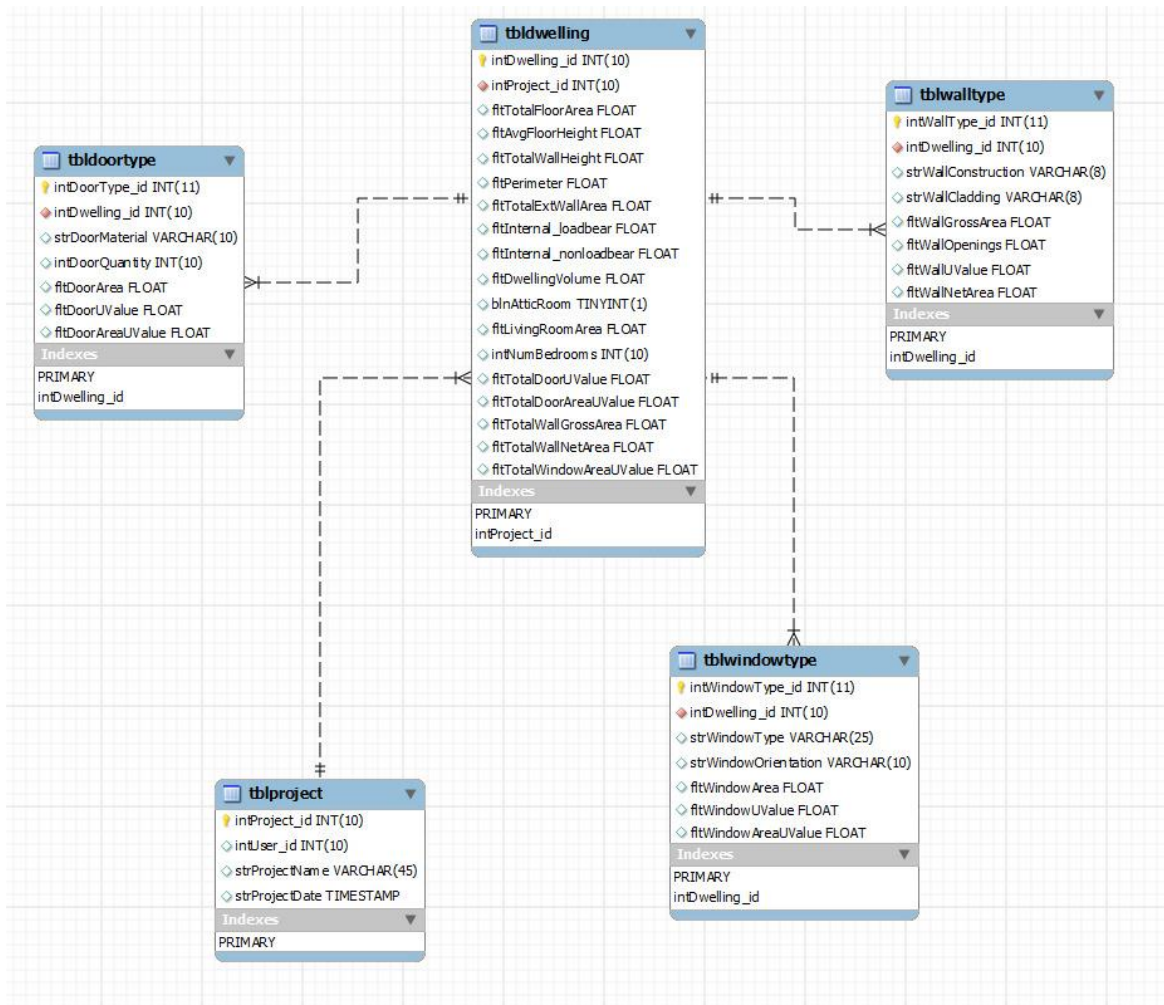 tbldwelling
intDwelling_id INT(10)
intProject_id INT(10)
fltTotalFloorArea FLOAT
fltAvgFloorHeight FLOAT
fltTotalWallHeight FLOAT
fltPerimeter FLOAT
fltTotalExtWallArea FLOAT
fltInternal_loadbear FLOAT
fltInternal_nonloadbear FLOAT
fltDwellingVolume FLOAT
blnAtticRoom TINYINT(1)
fltLivingRoomArea FLOAT
intNumBedrooms INT(10)
fltTotalDoorUValue FLOAT
fltTotalDoorAreaUValue FLOAT
fltTotalWallGrossArea FLOAT
fltTotalWallNetArea FLOAT
fltTotalWindowAreaUValue FLOAT
Indexes
PRIMARY
intProject_id
tblwalltype
intWallType_id INT(11)
intDwelling_id INT(10)
strWallConstruction VARCHAR(8)
strWallCladding VARCHAR(8)
fltWallGrossArea FLOAT
fltWallOpenings FLOAT
fltWallUValue FLOAT
fltWallNetArea FLOAT
Indexes
PRIMARY
intDwelling_id
tbldoortype
intDoorType_id INT(11)
intDwelling_id INT(10)
strDoorMaterial VARCHAR(10)
intDoorQuantity INT(10)
fltDoorArea FLOAT
fltDoorUValue FLOAT
fltDoorAreaUValue FLOAT
Indexes
PRIMARY
intDwelling_id
tblwindowtype
intWindowType_id INT(11)
intDwelling_id INT(10)
strWindowType VARCHAR(25)
strWindowOrientation VARCHAR(10)
fltWindowArea FLOAT
fltWindowUValue FLOAT
fltWindowAreaUValue FLOAT
Indexes
PRIMARY
intDwelling_id
tblproject
intProject_id INT(10)
intUser_id INT(10)
strProjectName VARCHAR(45)
strProjectDate TIMESTAMP
Indexes
PRIMARY